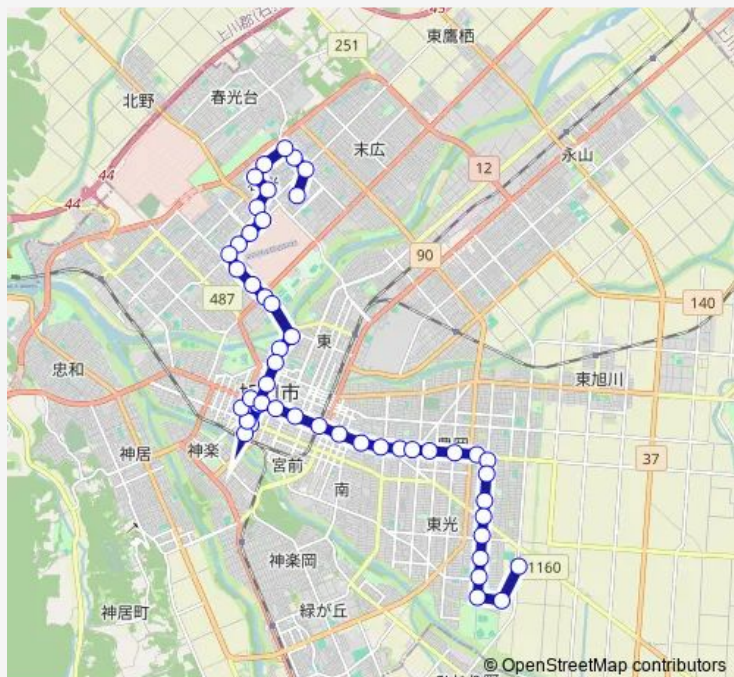 45
上川郡(石)
東鷹栖
251
北野
春光台
末広
永山
12
44
44
90
487
140
忠和
東
東旭川
市
神居
神楽
宮前
37
南
東光
神楽岡
1160
神居町
緑が丘
© OpenStreetMap contributors